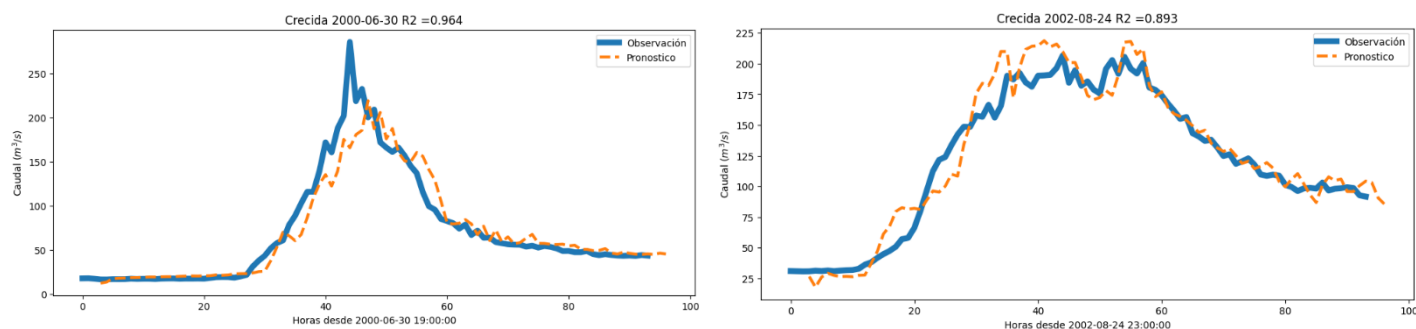 Crecida 2000-06-30 R2 =0.964
Observación
Pronostico
Caudal (m³/s)
250
200
150
100
50
0
0 20 40 60 80 100
Horas desde 2000-06-30 19:00:00
Crecida 2002-08-24 R2 =0.893
Observación
Pronostico
Caudal (m³/s)
225
200
175
150
125
100
75
50
25
0 20 40 60 80 100
Horas desde 2002-08-24 23:00:00